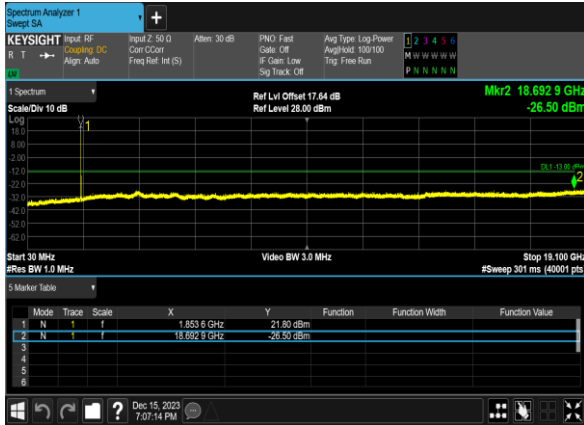 Spectrum Analyzer 1
Swept SA
+
KEYSIGHT Input: RF Input Z: 50 Ω Atten: 30 dB PNO: Fast Avg Type: Log-Power 1 2 3 4 5 6
R T Coupling: DC Corr CCorr Gate: Off Avg|Hold: 100/100 M W W W W W
Align: Auto Freq Ref: Int (S) IF Gain: Low Trig: Free Run
Sig Track: Off P N N N N N
1 Spectrum
Scale/Div 10 dB Ref Lvl Offset 17.64 dB Mkr2 18.692 9 GHz
Ref Level 28.00 dBm -26.50 dBm
Log
18.0
8.00
-2.00
-12.0
-22.0
-32.0
-42.0
-52.0
-62.0
1
DL1 -13.00 dBm
2
Start 30 MHz Video BW 3.0 MHz Stop 19.100 GHz
#Res BW 1.0 MHz #Sweep 301 ms (40001 pts
5 Marker Table
Mode Trace Scale X Y Function Function Width Function Value
1 N 1 f 1.853 6 GHz 21.80 dBm
2 N 1 f 18.692 9 GHz -26.50 dBm
3
4
5
6
? Dec 15, 2023
7:07:14 PM